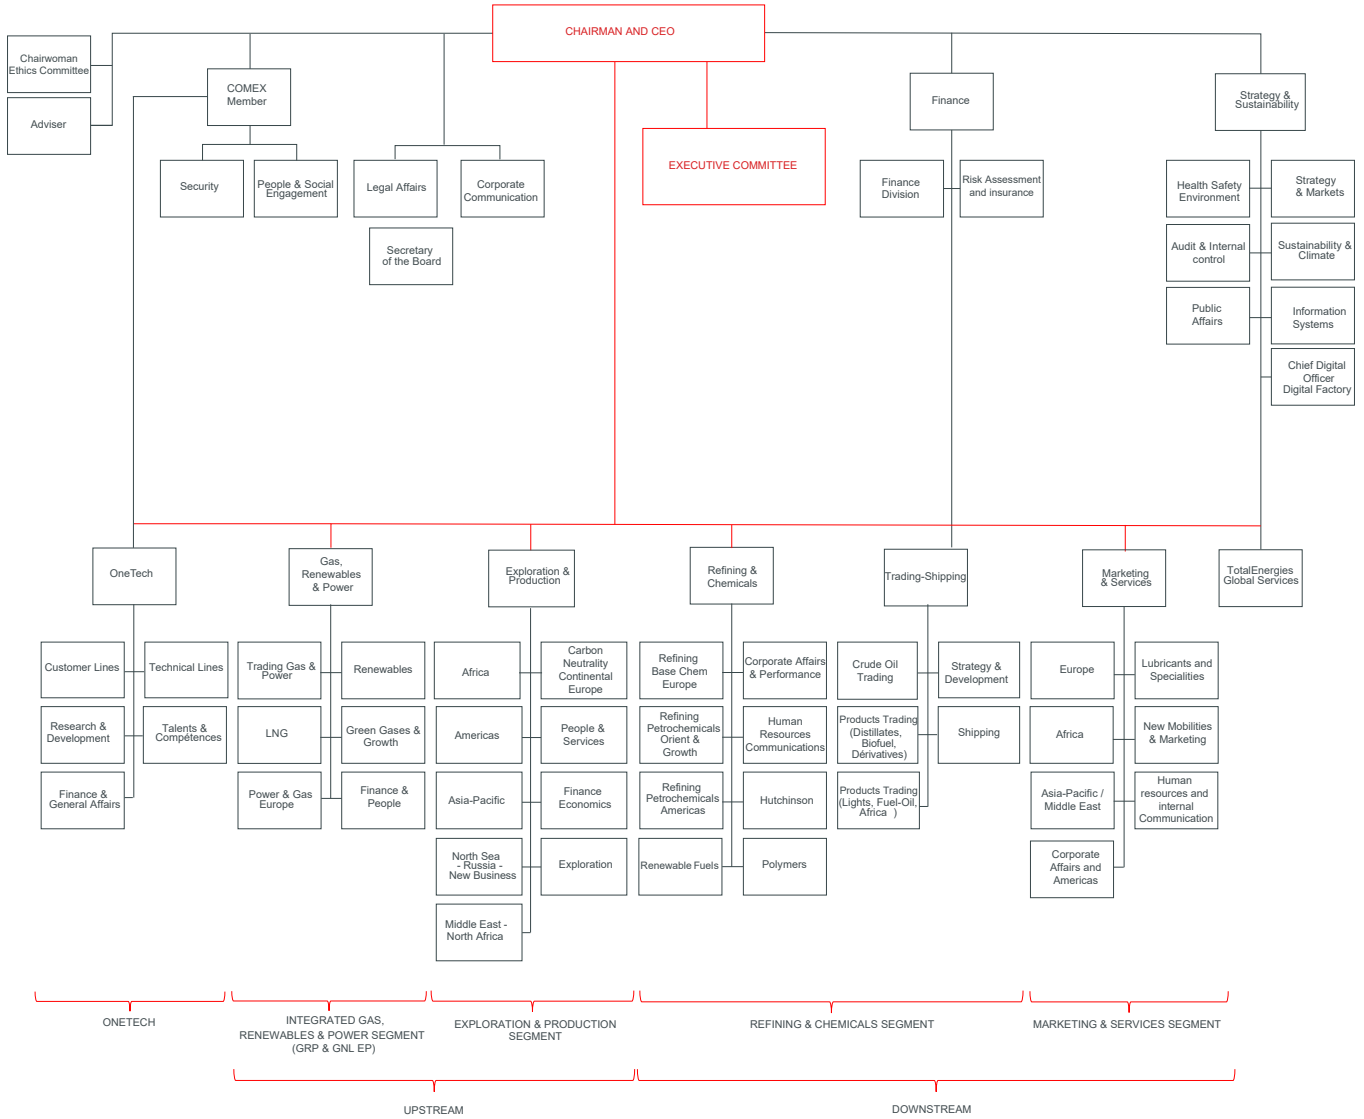 CHAIRMAN AND CEO
Chairwoman
Ethics Committee
Adviser
COMEX
Member
Finance
Strategy &
Sustainability
EXECUTIVE COMMITTEE
Security
People & Social
Engagement
Legal Affairs
Corporate
Communication
Secretary
of the Board
Finance
Division
Risk Assessment
and insurance
Health Safety
Environment
Strategy
& Markets
Audit & Internal
control
Sustainability &
Climate
Public
Affairs
Information
Systems
Chief Digital
Officer
Digital Factory
OneTech
Gas,
Renewables
& Power
Exploration &
Production
Refining &
Chemicals
Trading-Shipping
Marketing
& Services
TotalEnergies
Global Services
Customer Lines
Technical Lines
Research &
Development
Talents &
Compétences
Finance &
General Affairs
Trading Gas &
Power
Renewables
LNG
Green Gases &
Growth
Power & Gas
Europe
Finance &
People
Africa
Carbon
Neutrality
Continental
Europe
Americas
People &
Services
Asia-Pacific
Finance
Economics
North Sea
- Russia -
New Business
Exploration
Middle East -
North Africa
Refining
Base Chem
Europe
Corporate Affairs
& Performance
Refining
Petrochemicals
Orient &
Growth
Human
Resources
Communications
Refining
Petrochemicals
Americas
Hutchinson
Renewable Fuels
Polymers
Crude Oil
Trading
Strategy &
Development
Products Trading
(Distillates,
Biofuel,
Dérivatives)
Shipping
Products Trading
(Lights, Fuel-Oil,
Africa )
Europe
Lubricants and
Specialities
Africa
New Mobilities
& Marketing
Asia-Pacific /
Middle East
Human
resources and
internal
Communication
Corporate
Affairs and
Americas
ONETECH
INTEGRATED GAS,
RENEWABLES & POWER SEGMENT
(GRP & GNL EP)
EXPLORATION & PRODUCTION
SEGMENT
REFINING & CHEMICALS SEGMENT
MARKETING & SERVICES SEGMENT
UPSTREAM
DOWNSTREAM